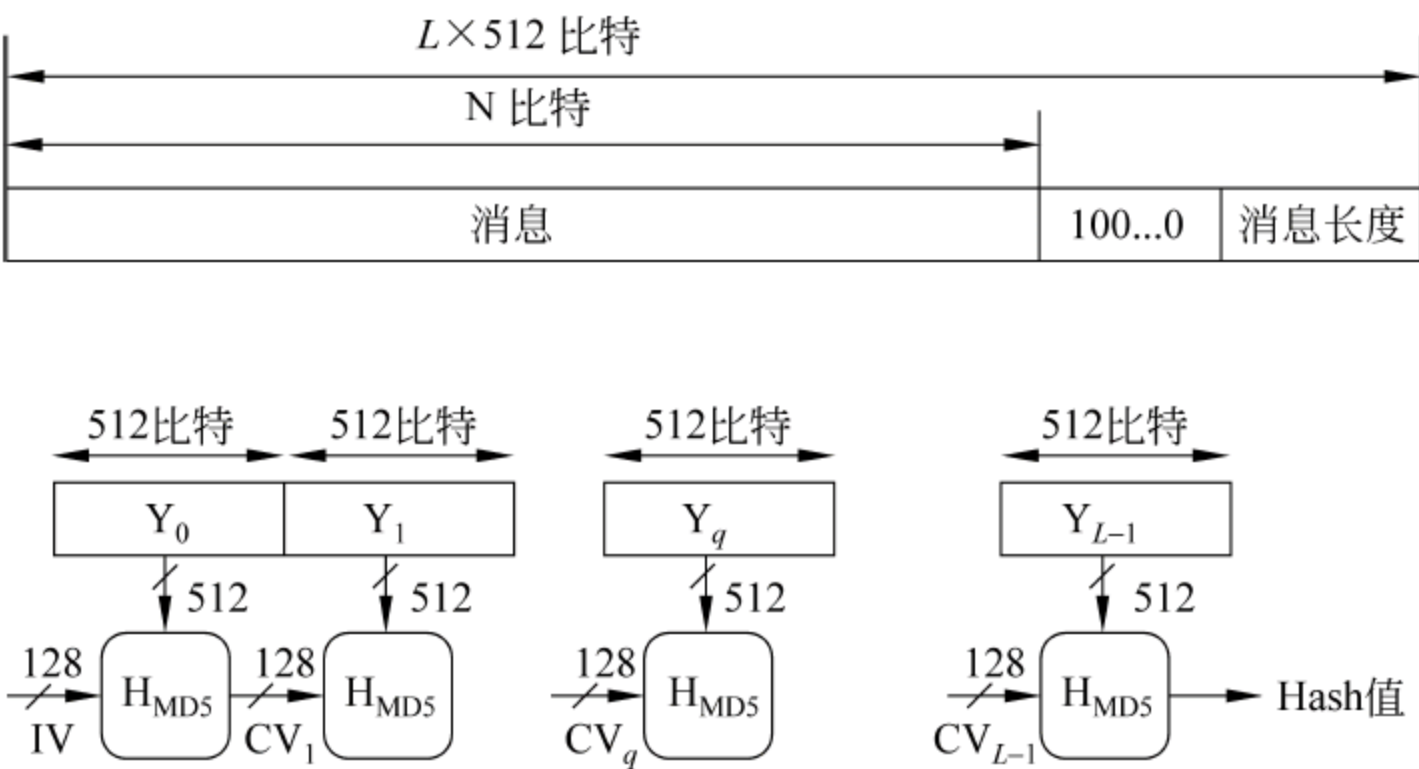 L×512 比特
N 比特
消息 100...0 消息长度
512比特 512比特 512比特 512比特
Y0 Y1 Yq YL−1
512 512 512 512
128 128 128 128
HMD5 HMD5 HMD5 HMD5 Hash值
IV CV1 CVq CVL−1